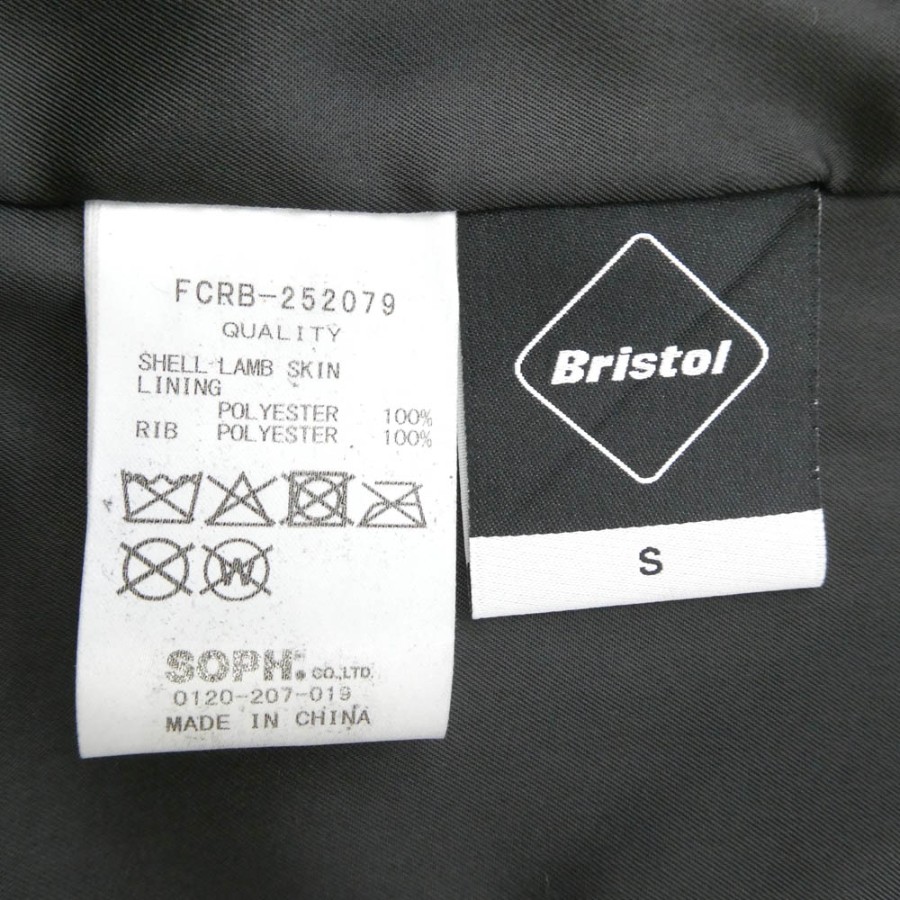 FCRB-252079
QUALITY
SHELL LAMB SKIN
LINING
POLYESTER 100%
RIB POLYESTER 100%
W
SOPH. CO.,LTD.
0120-207-019
MADE IN CHINA
Bristol
S